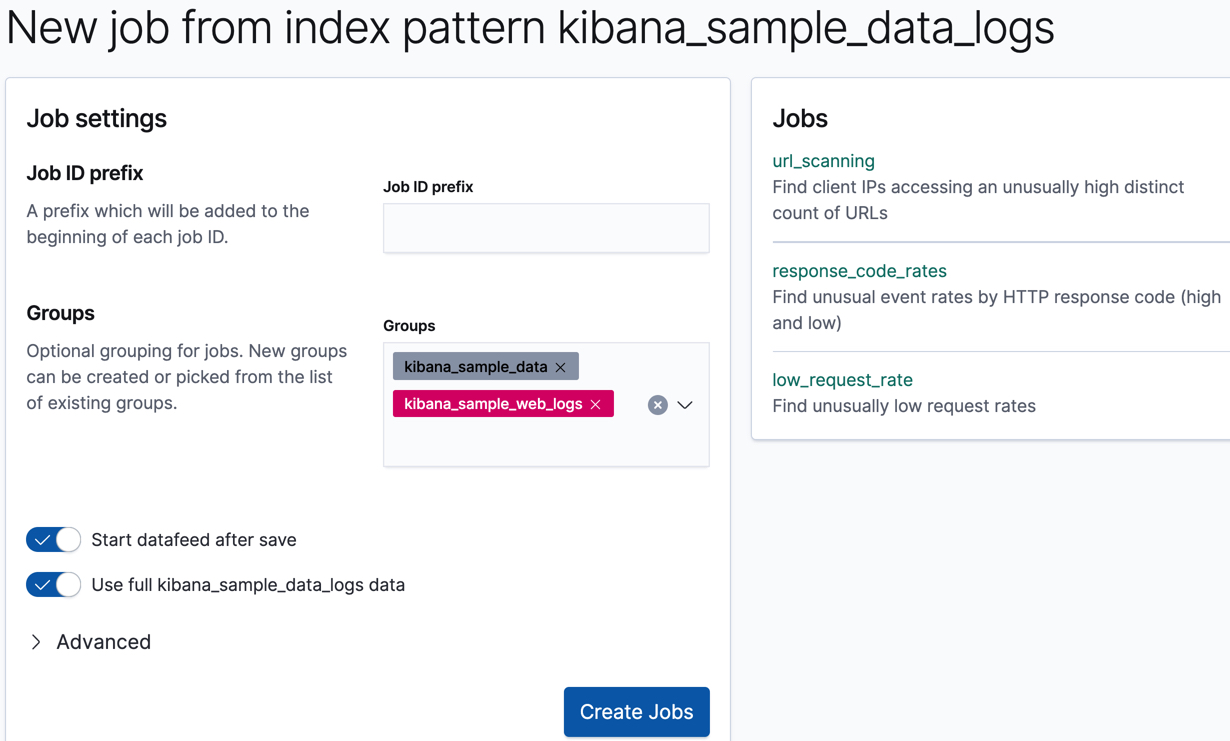 New job from index pattern kibana_sample_data_logs
Job settings
Job ID prefix
A prefix which will be added to the
beginning of each job ID.
Job ID prefix
Groups
Optional grouping for jobs. New groups
can be created or picked from the list
of existing groups.
Groups
kibana_sample_data
kibana_sample_web_logs
Start datafeed after save
Use full kibana_sample_data_logs data
Advanced
Create Jobs
Jobs
url_scanning
Find client IPs accessing an unusually high distinct
count of URLs
response_code_rates
Find unusual event rates by HTTP response code (high
and low)
low_request_rate
Find unusually low request rates